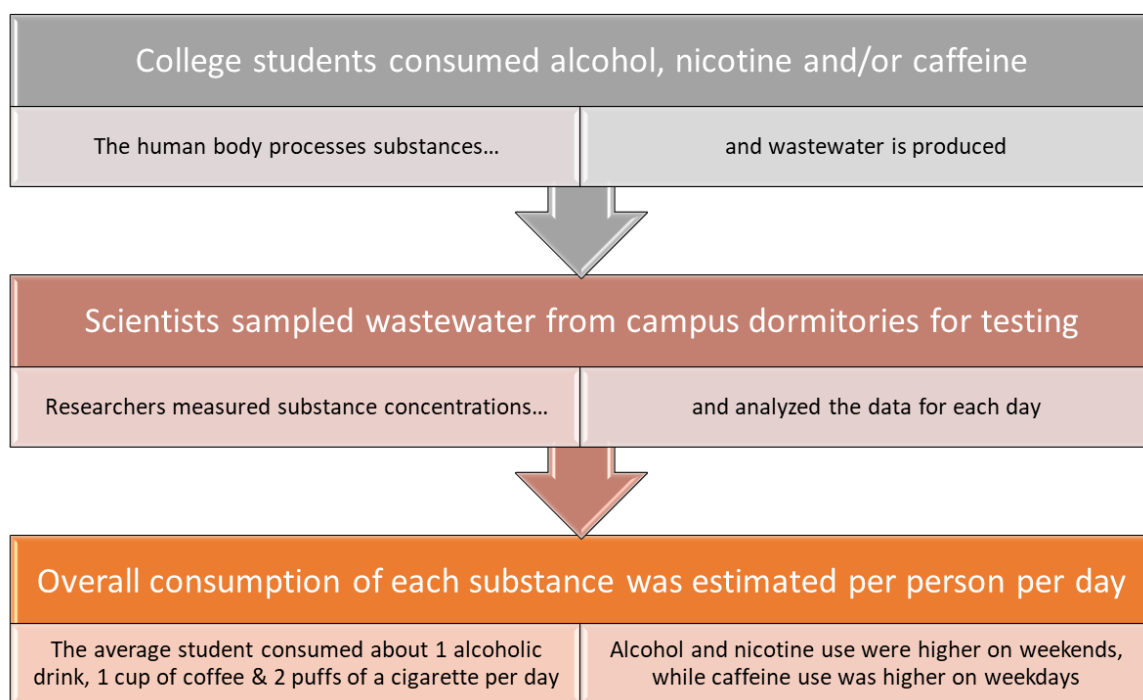 College students consumed alcohol, nicotine and/or caffeine
The human body processes substances…
and wastewater is produced
Scientists sampled wastewater from campus dormitories for testing
Researchers measured substance concentrations…
and analyzed the data for each day
Overall consumption of each substance was estimated per person per day
The average student consumed about 1 alcoholic
drink, 1 cup of coffee & 2 puffs of a cigarette per day
Alcohol and nicotine use were higher on weekends,
while caffeine use was higher on weekdays